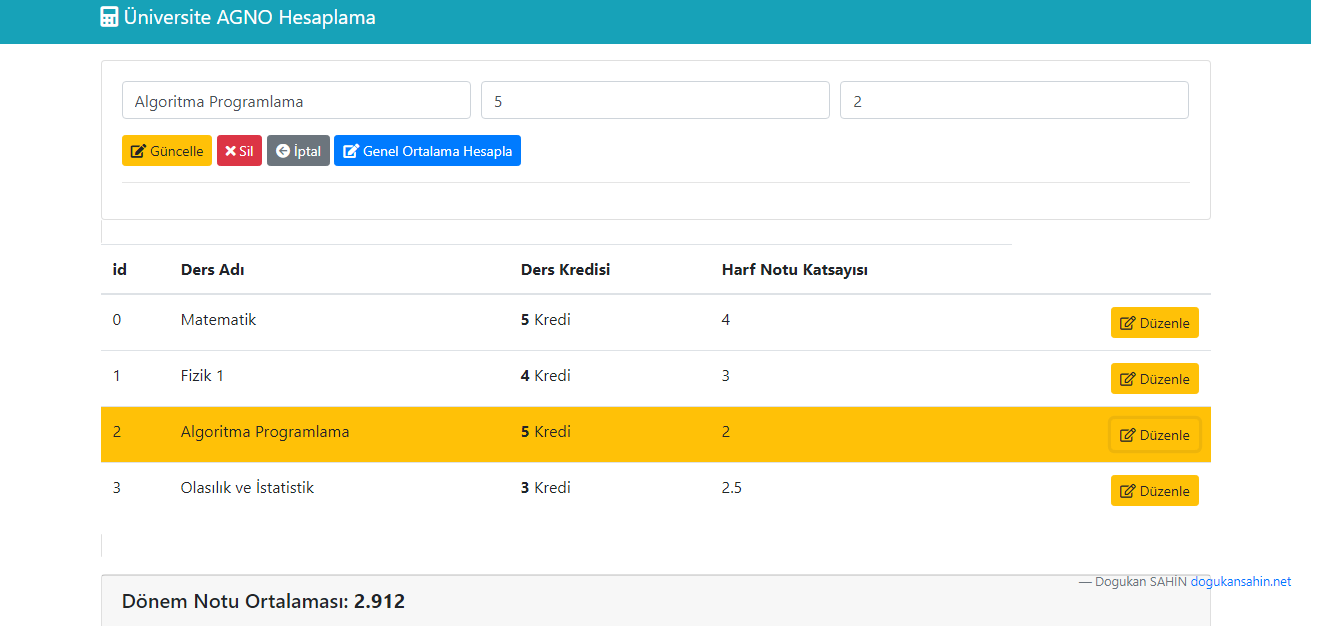 Üniversite AGNO Hesaplama
Algoritma Programlama 5 2
Güncelle Sil İptal Genel Ortalama Hesapla
id Ders Adı Ders Kredisi Harf Notu Katsayısı
0 Matematik 5 Kredi 4 Düzenle
1 Fizik 1 4 Kredi 3 Düzenle
2 Algoritma Programlama 5 Kredi 2 Düzenle
3 Olasılık ve İstatistik 3 Kredi 2.5 Düzenle
— Dogukan SAHİN dogukansahin.net
Dönem Notu Ortalaması: 2.912